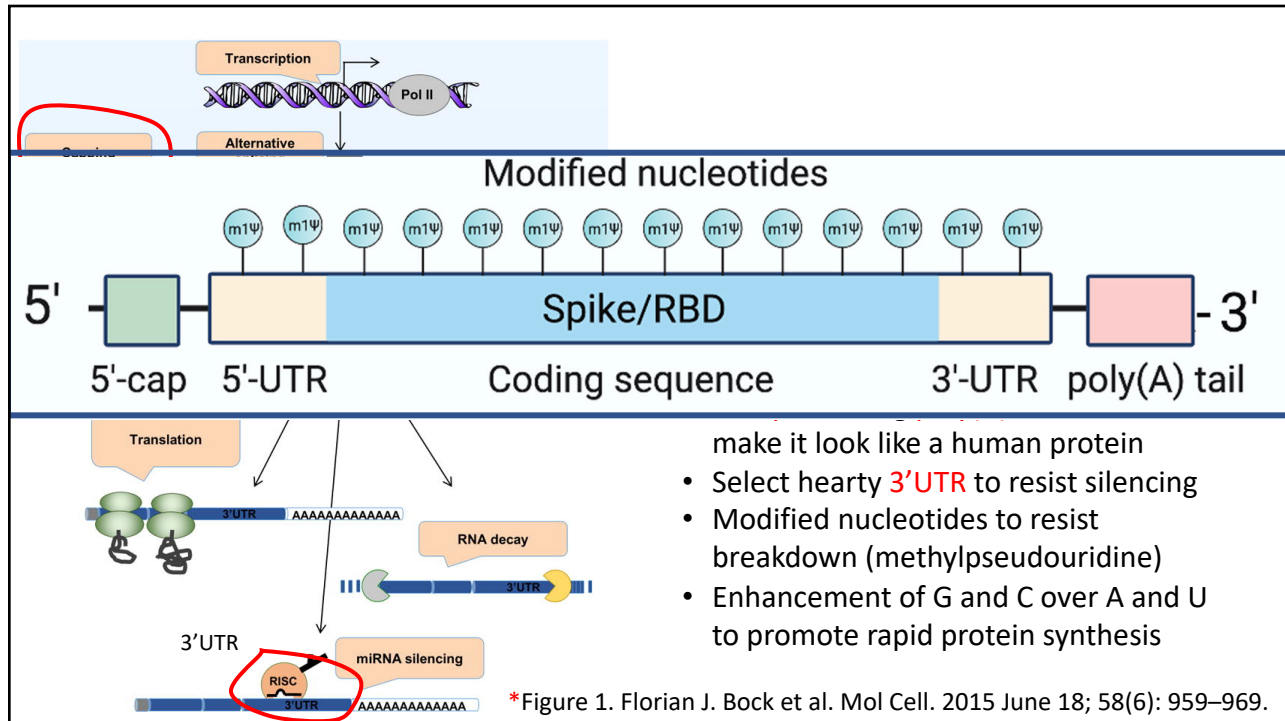 Transcription
Pol II
Alternative
Modified nucleotides
m1Ψ m1Ψ m1Ψ m1Ψ m1Ψ m1Ψ m1Ψ m1Ψ m1Ψ m1Ψ m1Ψ m1Ψ m1Ψ m1Ψ
5' Spike/RBD 3'
5'-cap 5'-UTR Coding sequence 3'-UTR poly(A) tail
Translation
make it look like a human protein
• Select hearty 3’UTR to resist silencing
3'UTR AAAAAAAAAAAAA
• Modified nucleotides to resist
breakdown (methylpseudouridine)
RNA decay
3'UTR
• Enhancement of G and C over A and U
to promote rapid protein synthesis
3’UTR
miRNA silencing
RISC
3'UTR AAAAAAAAAAAAA
*Figure 1. Florian J. Bock et al. Mol Cell. 2015 June 18; 58(6): 959–969.